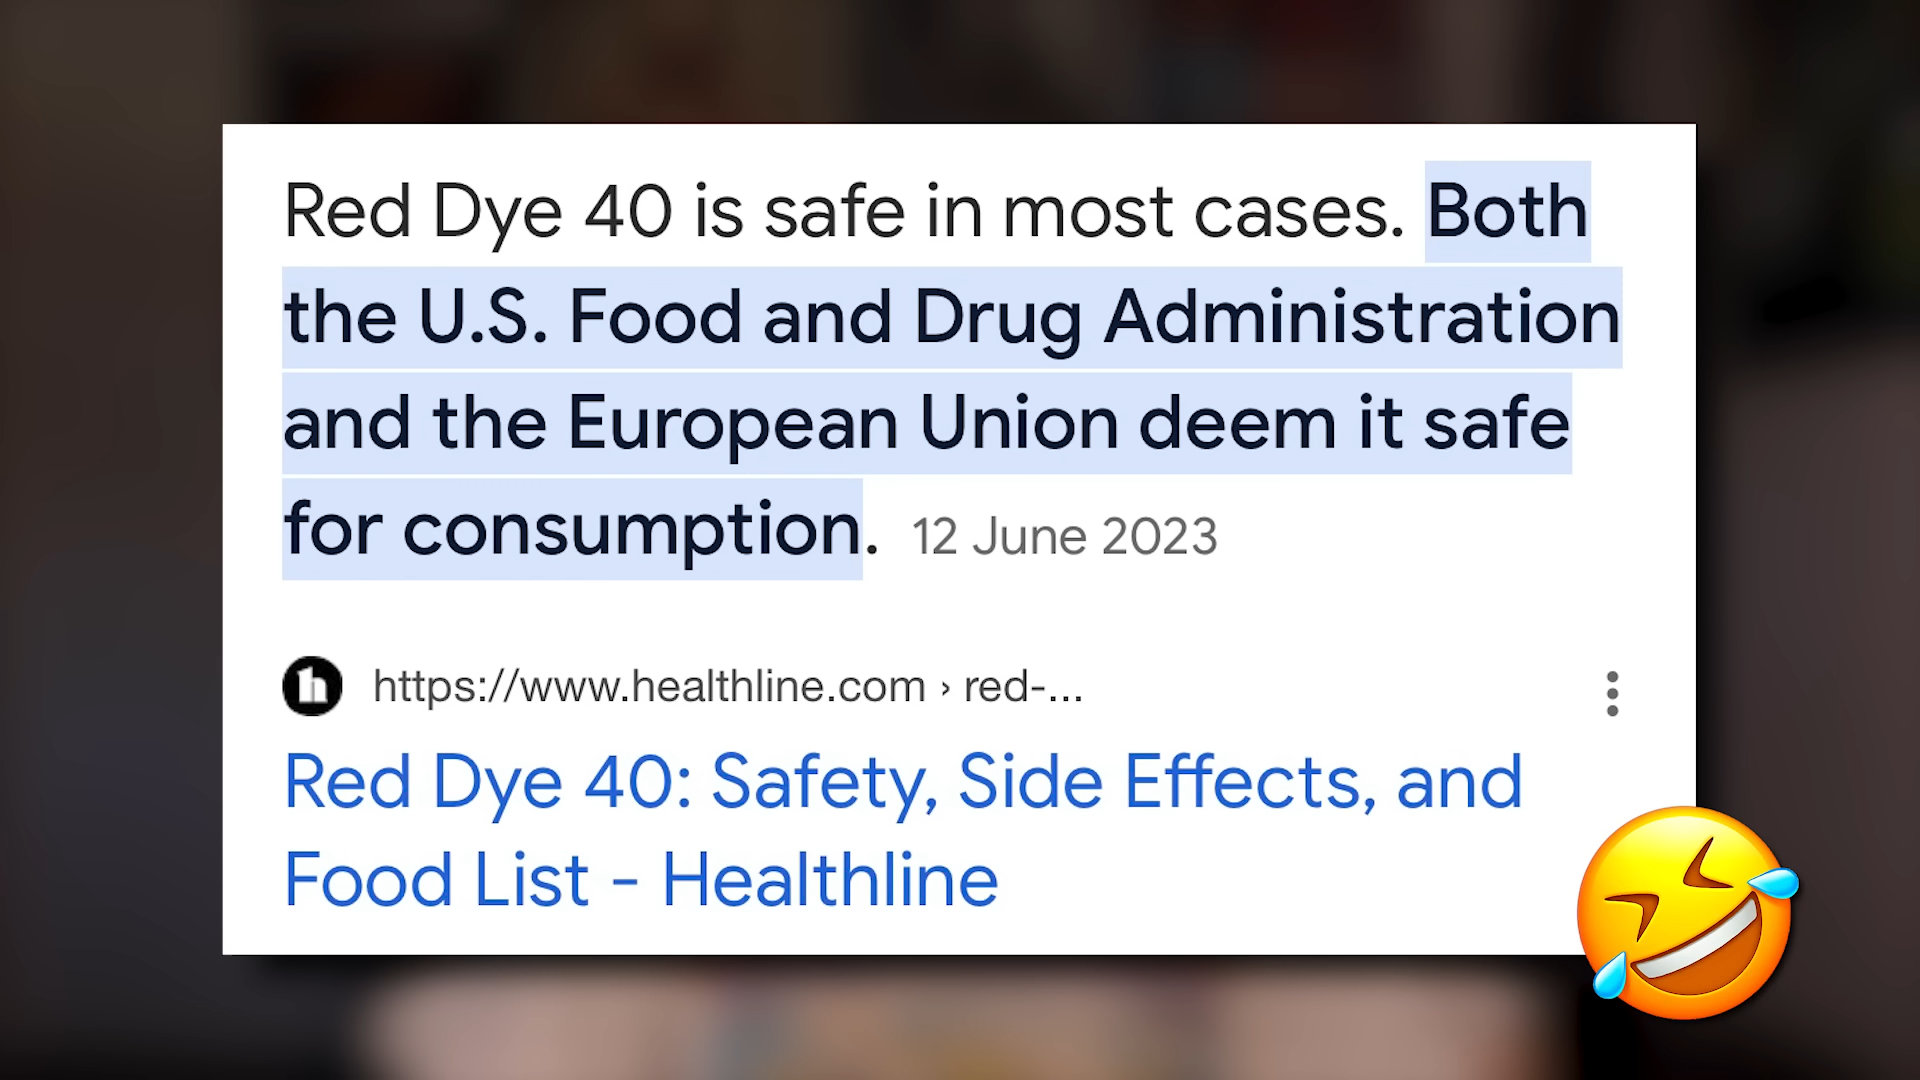 Red Dye 40 is safe in most cases. Both
the U.S. Food and Drug Administration
and the European Union deem it safe
for consumption. 12 June 2023
https://www.healthline.com › red-...
Red Dye 40: Safety, Side Effects, and
Food List - Healthline